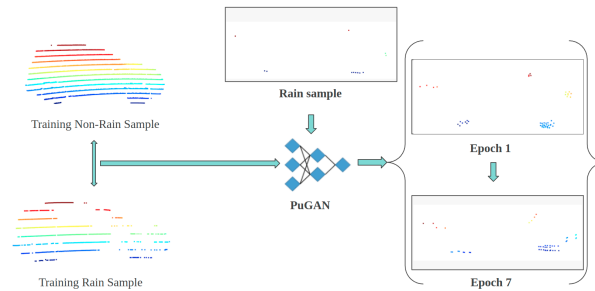 Training Non-Rain Sample
Rain sample
Epoch 1
PuGAN
Training Rain Sample
Epoch 7